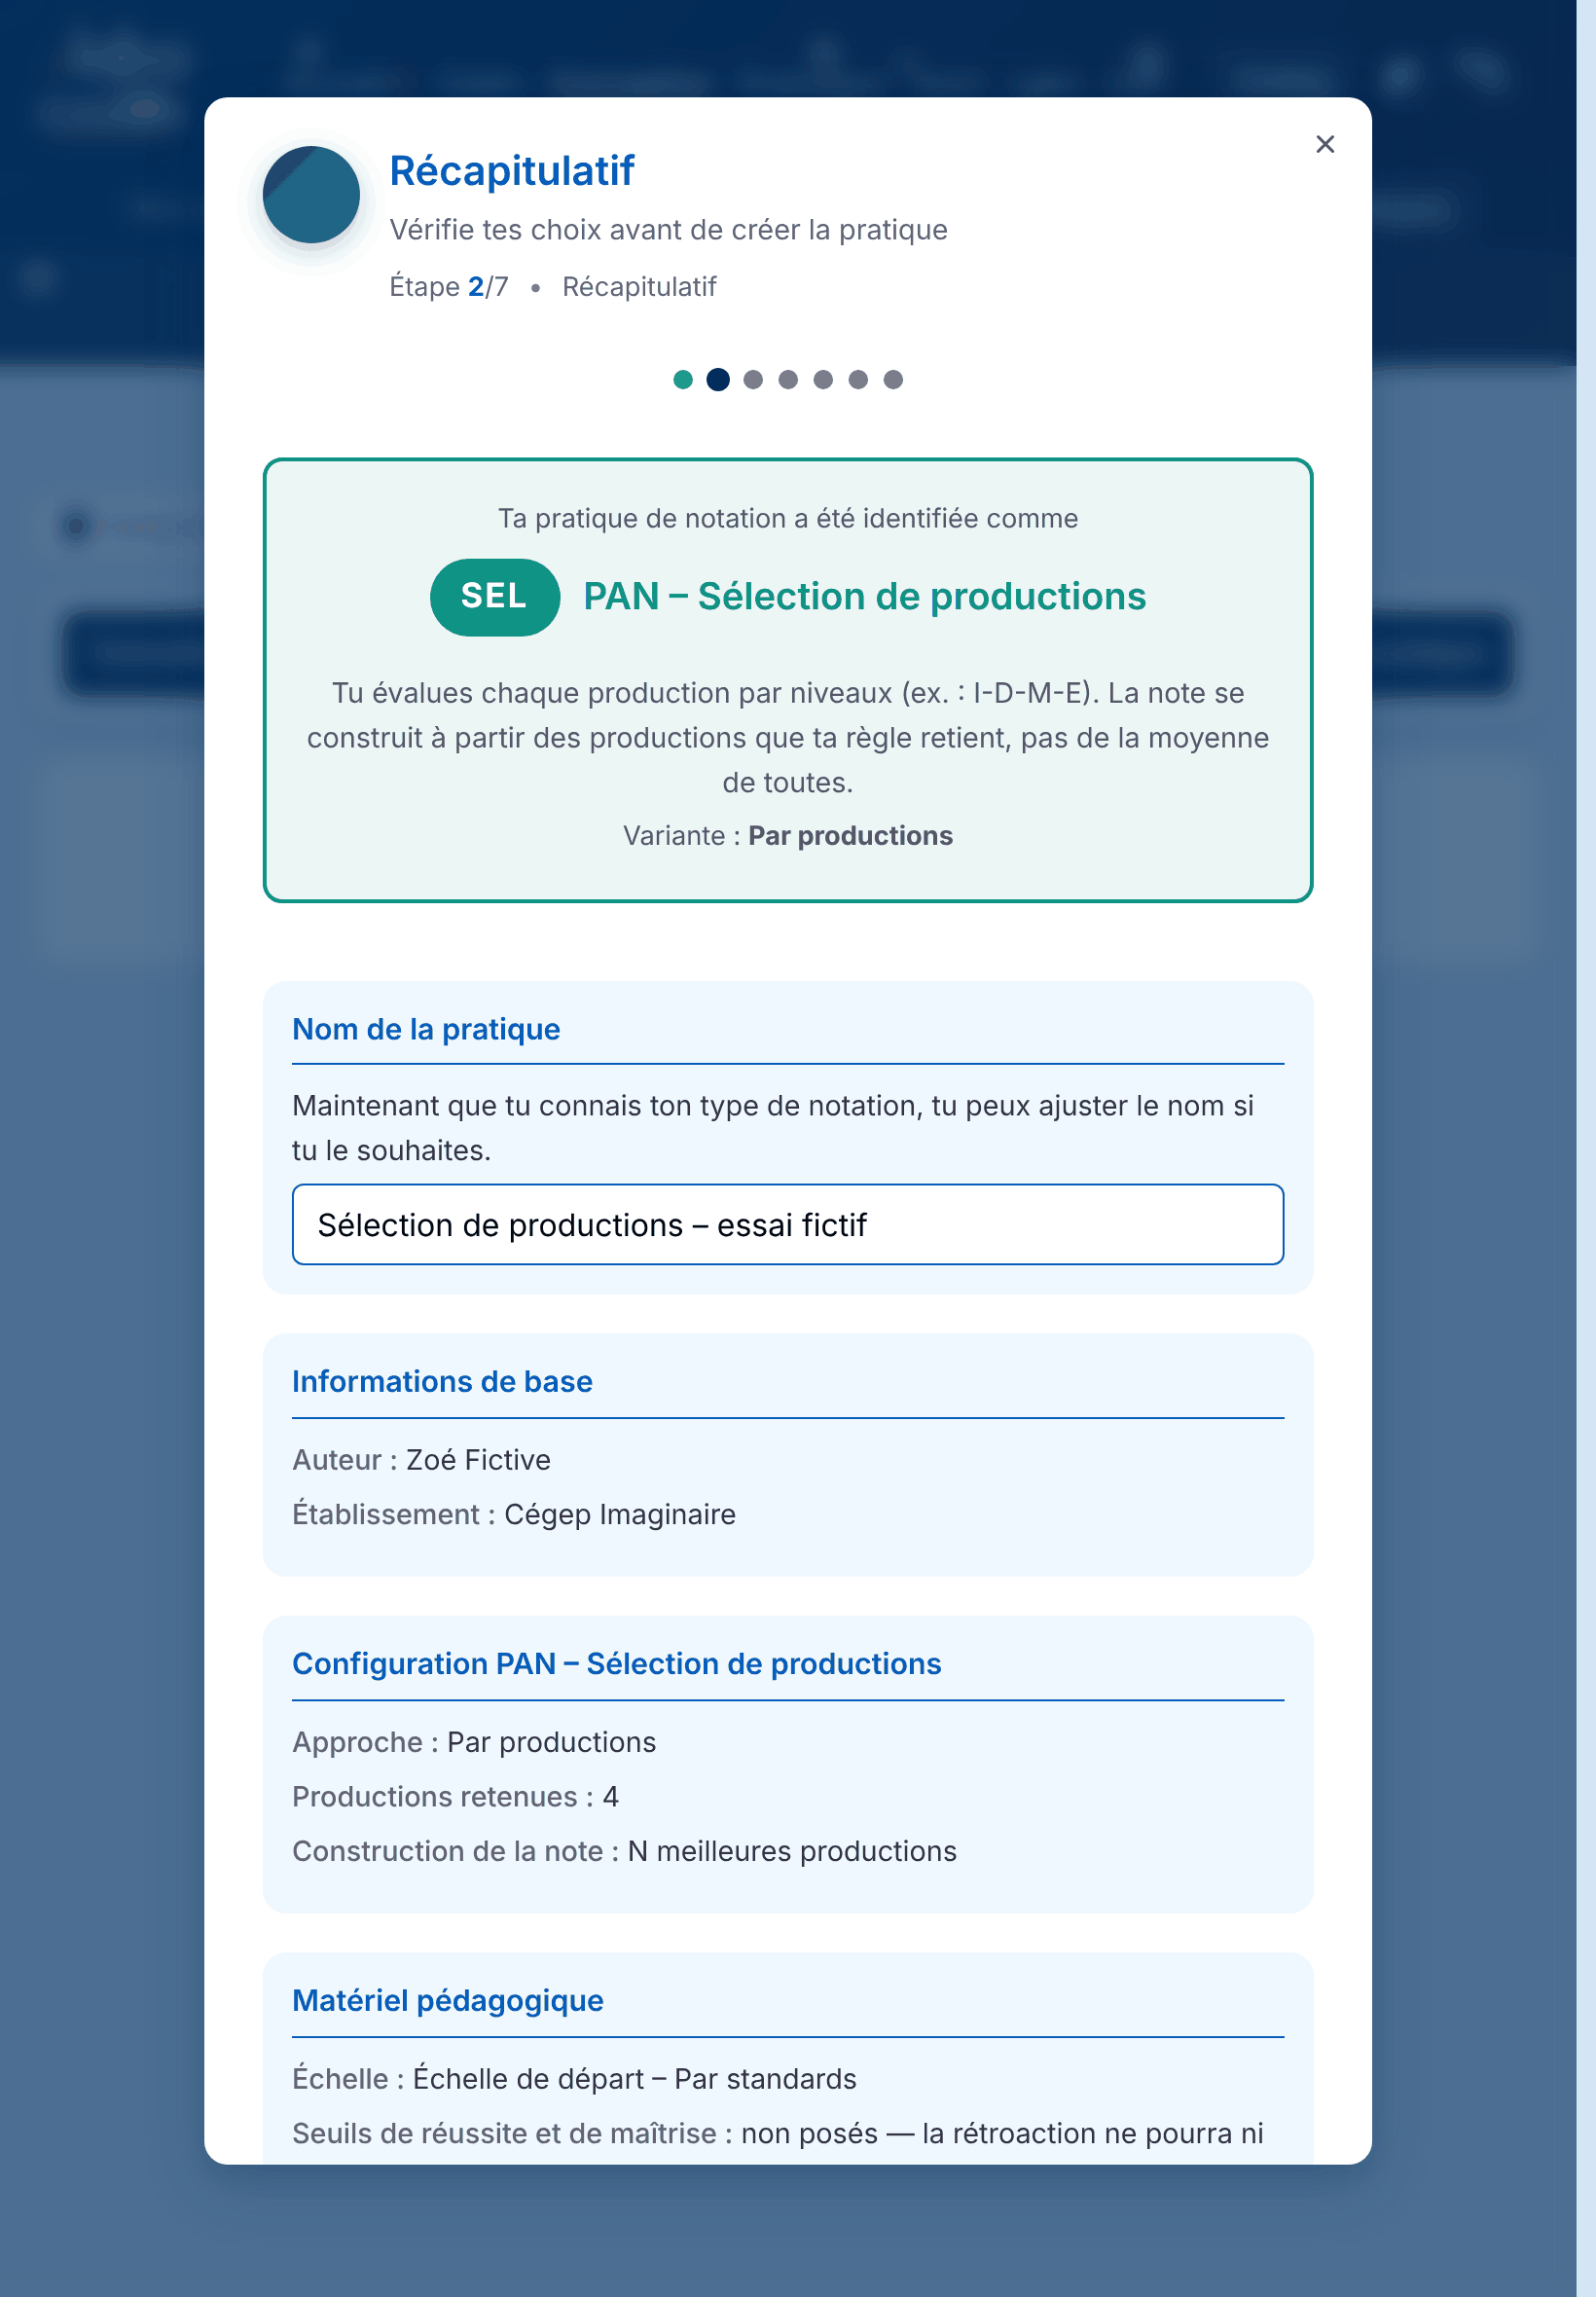 Récapitulatif
×
Vérifie tes choix avant de créer la pratique
Étape 2/7 • Récapitulatif
Ta pratique de notation a été identifiée comme
SEL PAN – Sélection de productions
Tu évalues chaque production par niveaux (ex. : I-D-M-E). La note se
construit à partir des productions que ta règle retient, pas de la moyenne
de toutes.
Variante : Par productions
Nom de la pratique
Maintenant que tu connais ton type de notation, tu peux ajuster le nom si
tu le souhaites.
Sélection de productions – essai fictif
Informations de base
Auteur : Zoé Fictive
Établissement : Cégep Imaginaire
Configuration PAN – Sélection de productions
Approche : Par productions
Productions retenues : 4
Construction de la note : N meilleures productions
Matériel pédagogique
Échelle : Échelle de départ – Par standards
Seuils de réussite et de maîtrise : non posés — la rétroaction ne pourra ni